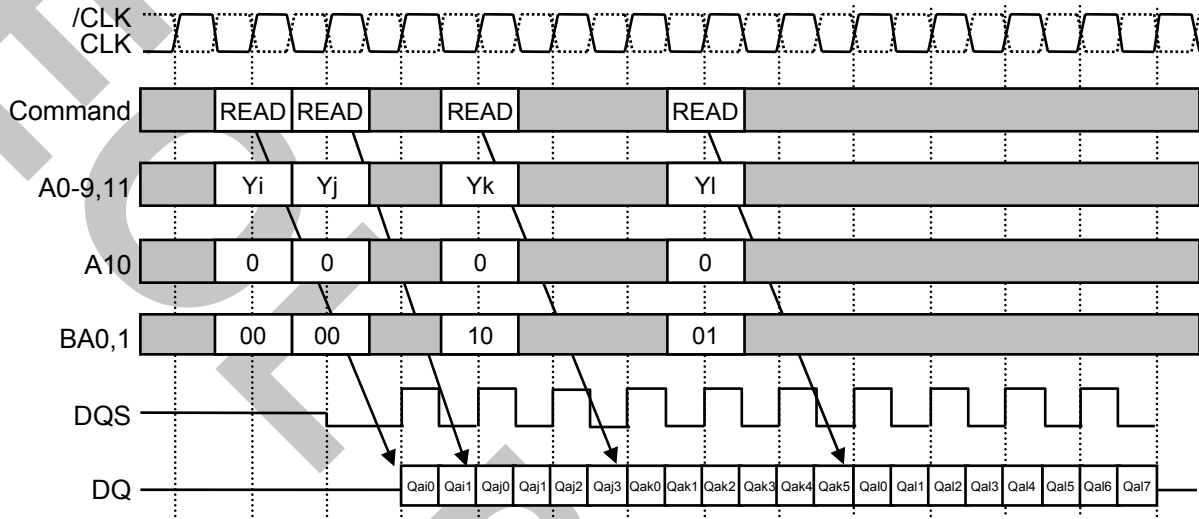 /CLK
CLK
Command READ READ READ READ
A0-9,11 Yi Yj Yk Yl
A10 0 0 0 0
BA0,1 00 00 10 01
DQS
DQ Qai0 Qai1 Qaj0 Qaj1 Qaj2 Qaj3 Qak0 Qak1 Qak2 Qak3 Qak4 Qak5 Qal0 Qal1 Qal2 Qal3 Qal4 Qal5 Qal6 Qal7